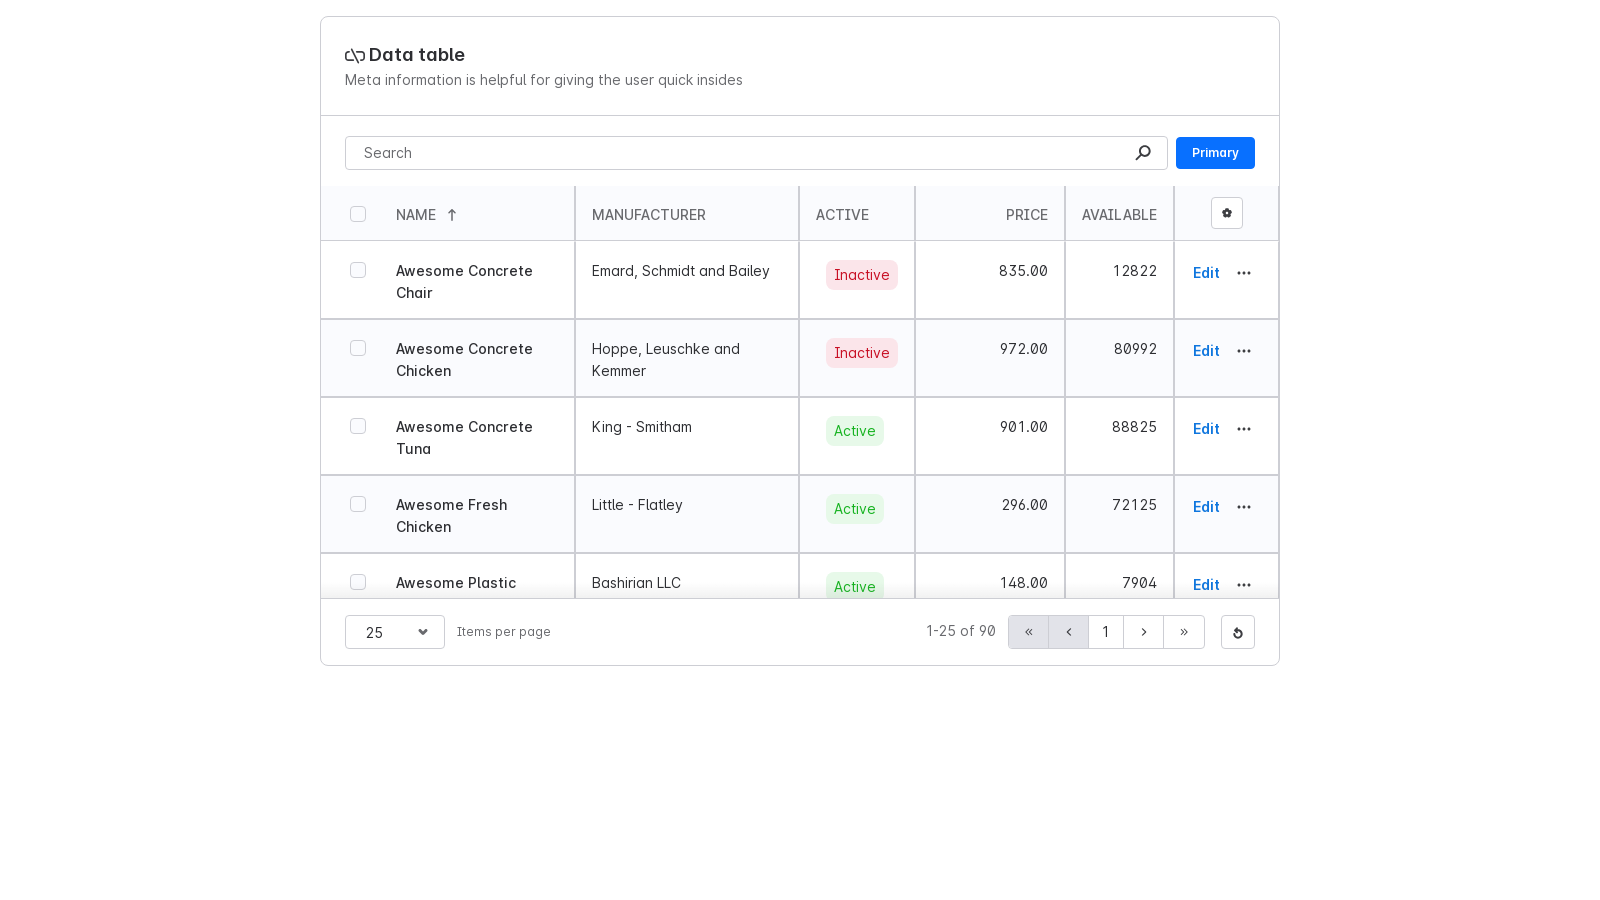 Data table
Meta information is helpful for giving the user quick insides
Search
Primary
NAME MANUFACTURER ACTIVE PRICE AVAILABLE
Awesome Concrete Emard, Schmidt and Bailey Inactive 835.00 12822 Edit
Chair
Awesome Concrete Hoppe, Leuschke and Inactive 972.00 80992 Edit
Chicken Kemmer
Awesome Concrete King - Smitham Active 901.00 88825 Edit
Tuna
Awesome Fresh Little - Flatley Active 296.00 72125 Edit
Chicken
Awesome Plastic Bashirian LLC Active 148.00 7904 Edit
25 Items per page 1-25 of 90 « ‹ 1 › »